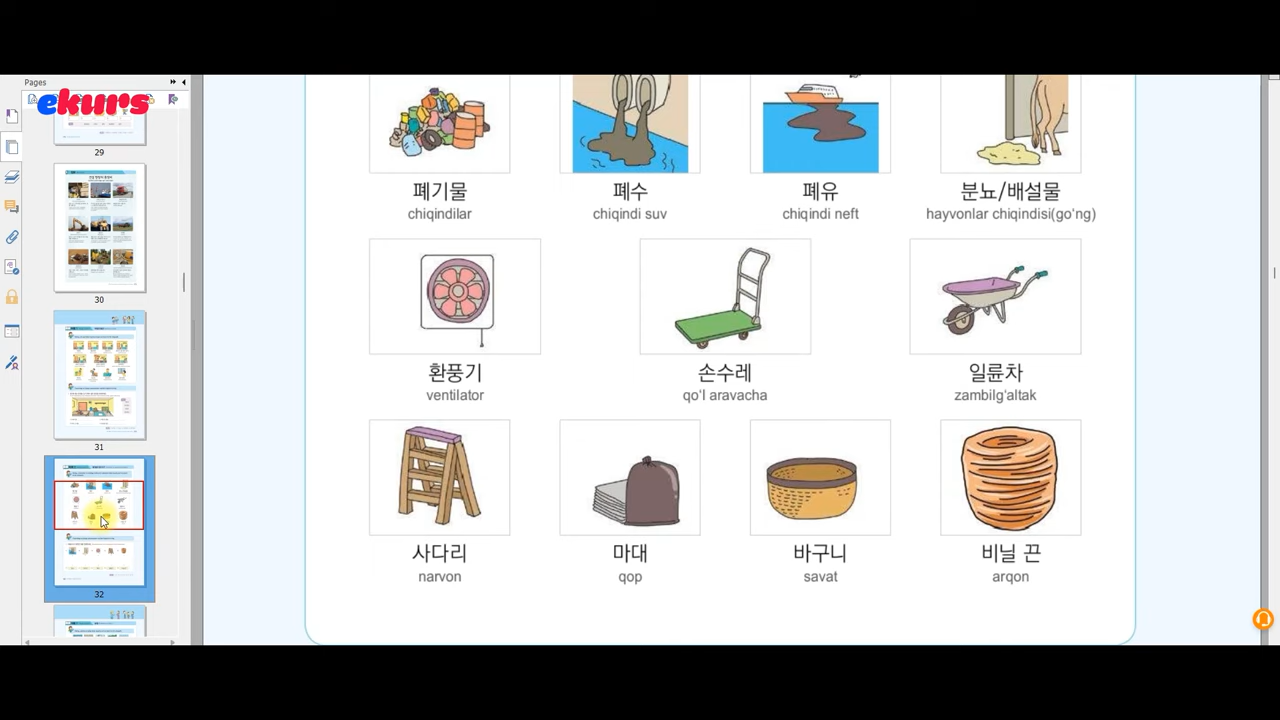 Pages
ekurs
29
30
31
32
폐기물
폐수
폐유
분뇨/배설물
chiqindilar
chiqindi suv
chiqindi neft
hayvonlar chiqindisi(go‘ng)
환풍기
손수레
일륜차
ventilator
qo‘l aravacha
zambilg‘altak
사다리
마대
바구니
비닐 끈
narvon
qop
savat
arqon